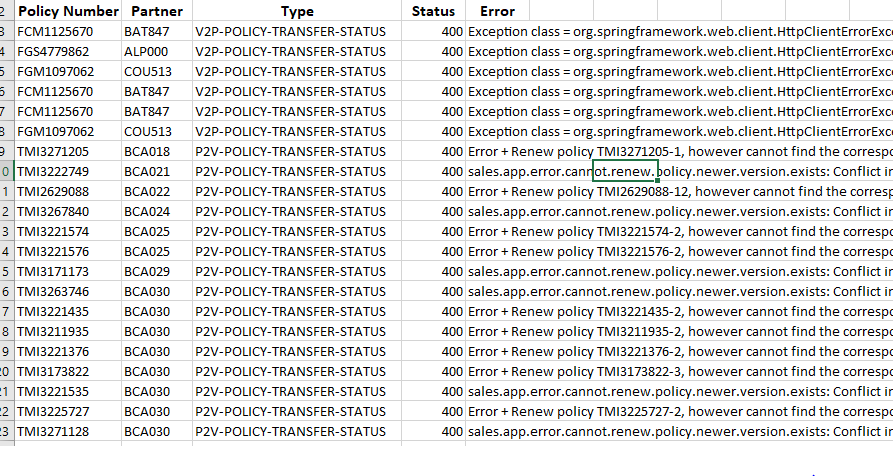 2 Policy Number Partner Type Status Error
3 FCM1125670 BAT847 V2P-POLICY-TRANSFER-STATUS 400 Exception class = org.springframework.web.client.HttpClientErrorExc
4 FGS4779862 ALP000 V2P-POLICY-TRANSFER-STATUS 400 Exception class = org.springframework.web.client.HttpClientErrorExc
5 FGM1097062 COU513 V2P-POLICY-TRANSFER-STATUS 400 Exception class = org.springframework.web.client.HttpClientErrorExc
6 FCM1125670 BAT847 V2P-POLICY-TRANSFER-STATUS 400 Exception class = org.springframework.web.client.HttpClientErrorExc
7 FCM1125670 BAT847 V2P-POLICY-TRANSFER-STATUS 400 Exception class = org.springframework.web.client.HttpClientErrorExc
8 FGM1097062 COU513 V2P-POLICY-TRANSFER-STATUS 400 Exception class = org.springframework.web.client.HttpClientErrorExc
9 TMI3271205 BCA018 P2V-POLICY-TRANSFER-STATUS 400 Error + Renew policy TMI3271205-1, however cannot find the correspo
0 TMI3222749 BCA021 P2V-POLICY-TRANSFER-STATUS 400 sales.app.error.cannot.renew.policy.newer.version.exists: Conflict in
1 TMI2629088 BCA022 P2V-POLICY-TRANSFER-STATUS 400 Error + Renew policy TMI2629088-12, however cannot find the corresp
2 TMI3267840 BCA024 P2V-POLICY-TRANSFER-STATUS 400 sales.app.error.cannot.renew.policy.newer.version.exists: Conflict in
3 TMI3221574 BCA025 P2V-POLICY-TRANSFER-STATUS 400 Error + Renew policy TMI3221574-2, however cannot find the correspo
4 TMI3221576 BCA025 P2V-POLICY-TRANSFER-STATUS 400 Error + Renew policy TMI3221576-2, however cannot find the correspo
5 TMI3171173 BCA029 P2V-POLICY-TRANSFER-STATUS 400 sales.app.error.cannot.renew.policy.newer.version.exists: Conflict in
6 TMI3263746 BCA030 P2V-POLICY-TRANSFER-STATUS 400 sales.app.error.cannot.renew.policy.newer.version.exists: Conflict in
7 TMI3221435 BCA030 P2V-POLICY-TRANSFER-STATUS 400 Error + Renew policy TMI3221435-2, however cannot find the correspo
8 TMI3211935 BCA030 P2V-POLICY-TRANSFER-STATUS 400 Error + Renew policy TMI3211935-2, however cannot find the correspo
9 TMI3221376 BCA030 P2V-POLICY-TRANSFER-STATUS 400 Error + Renew policy TMI3221376-2, however cannot find the correspo
20 TMI3173822 BCA030 P2V-POLICY-TRANSFER-STATUS 400 Error + Renew policy TMI3173822-3, however cannot find the correspo
21 TMI3221535 BCA030 P2V-POLICY-TRANSFER-STATUS 400 sales.app.error.cannot.renew.policy.newer.version.exists: Conflict in
22 TMI3225727 BCA030 P2V-POLICY-TRANSFER-STATUS 400 Error + Renew policy TMI3225727-2, however cannot find the correspo
23 TMI3271128 BCA030 P2V-POLICY-TRANSFER-STATUS 400 sales.app.error.cannot.renew.policy.newer.version.exists: Conflict in